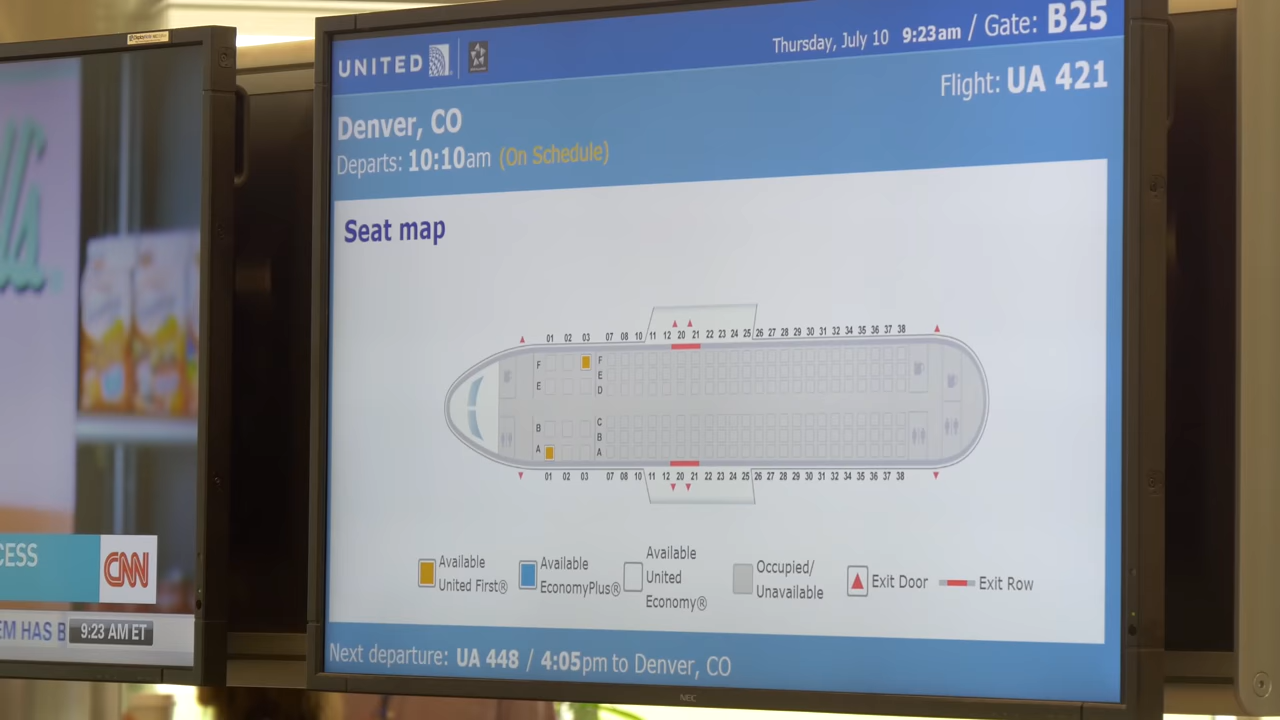 UNITED
Thursday, July 10 9:23am / Gate: B25
Flight: UA 421
Denver, CO
Departs: 10:10am (On Schedule)
Seat map
01 02 03 07 08 10 11 12 20 21 22 23 24 25 26 27 28 29 30 31 32 33 34 35 36 37 38
F
E
B
A
F
E
D
C
B
A
01 02 03 07 08 10 11 12 20 21 22 23 24 25 26 27 28 29 30 31 32 33 34 35 36 37 38
Available United First®
Available EconomyPlus®
Available United Economy®
Occupied/ Unavailable
Exit Door
Exit Row
Next departure: UA 448 / 4:05pm to Denver, CO
NEC
CESS
CNN
EM HAS B
9:23 AM ET